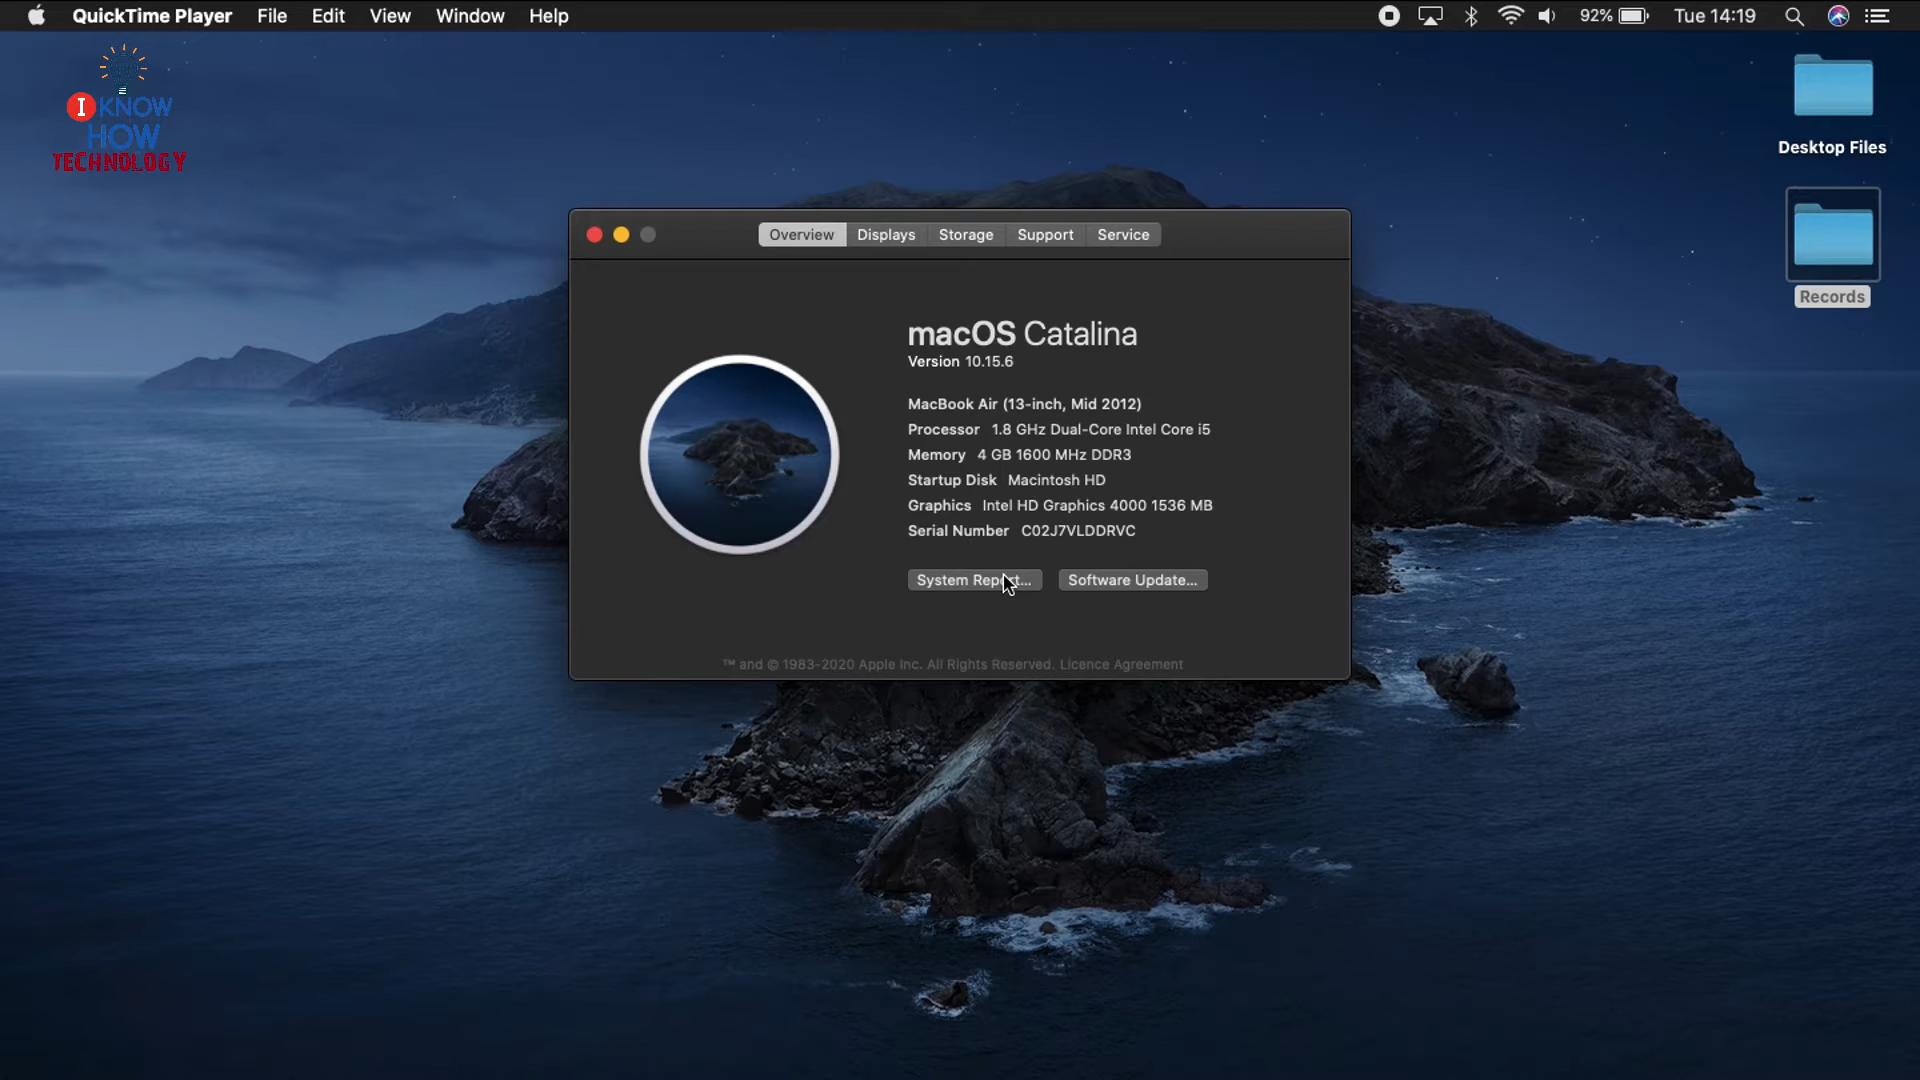 QuickTime Player File Edit View Window Help 92% Tue 14:19
I KNOW
HOW
TECHNOLOGY
Desktop Files
Records
Overview Displays Storage Support Service
macOS Catalina
Version 10.15.6
MacBook Air (13-inch, Mid 2012)
Processor 1.8 GHz Dual-Core Intel Core i5
Memory 4 GB 1600 MHz DDR3
Startup Disk Macintosh HD
Graphics Intel HD Graphics 4000 1536 MB
Serial Number C02J7VLDDRVC
System Report... Software Update...
™ and © 1983-2020 Apple Inc. All Rights Reserved. Licence Agreement